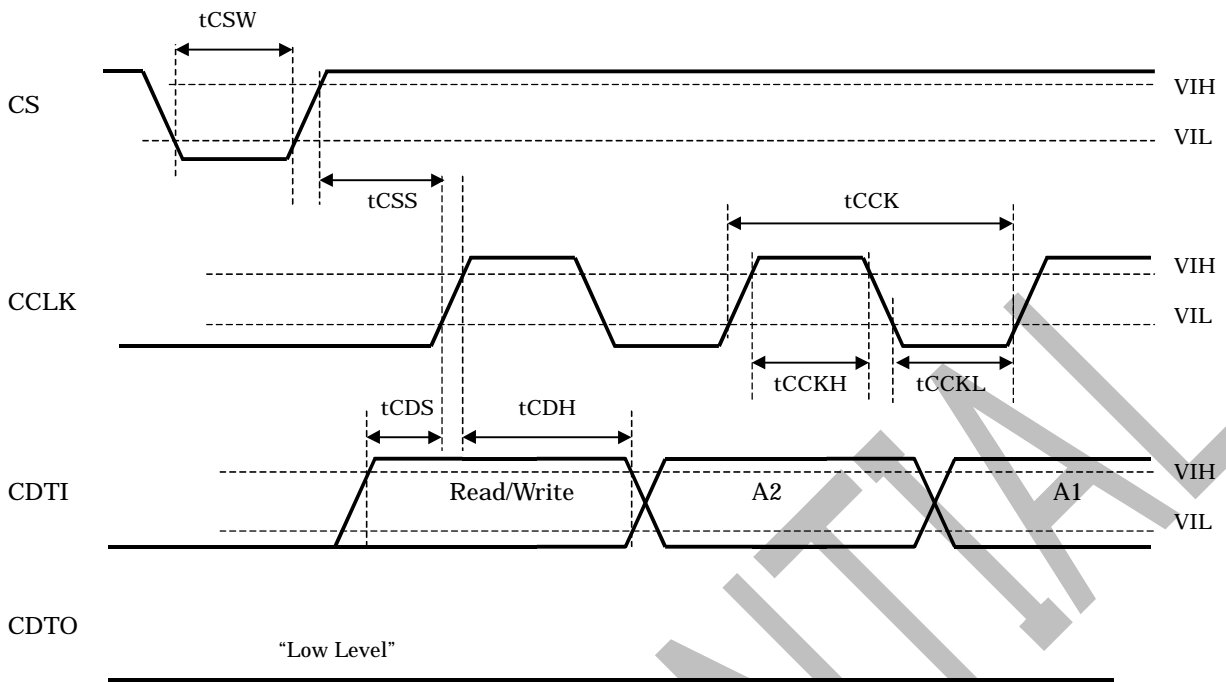 tCSW
CS
VIH
VIL
tCSS
tCCK
CCLK
VIH
VIL
tCCKH
tCCKL
tCDS
tCDH
CDTI
Read/Write
A2
A1
VIH
VIL
CDTO
“Low Level”
NTIAL